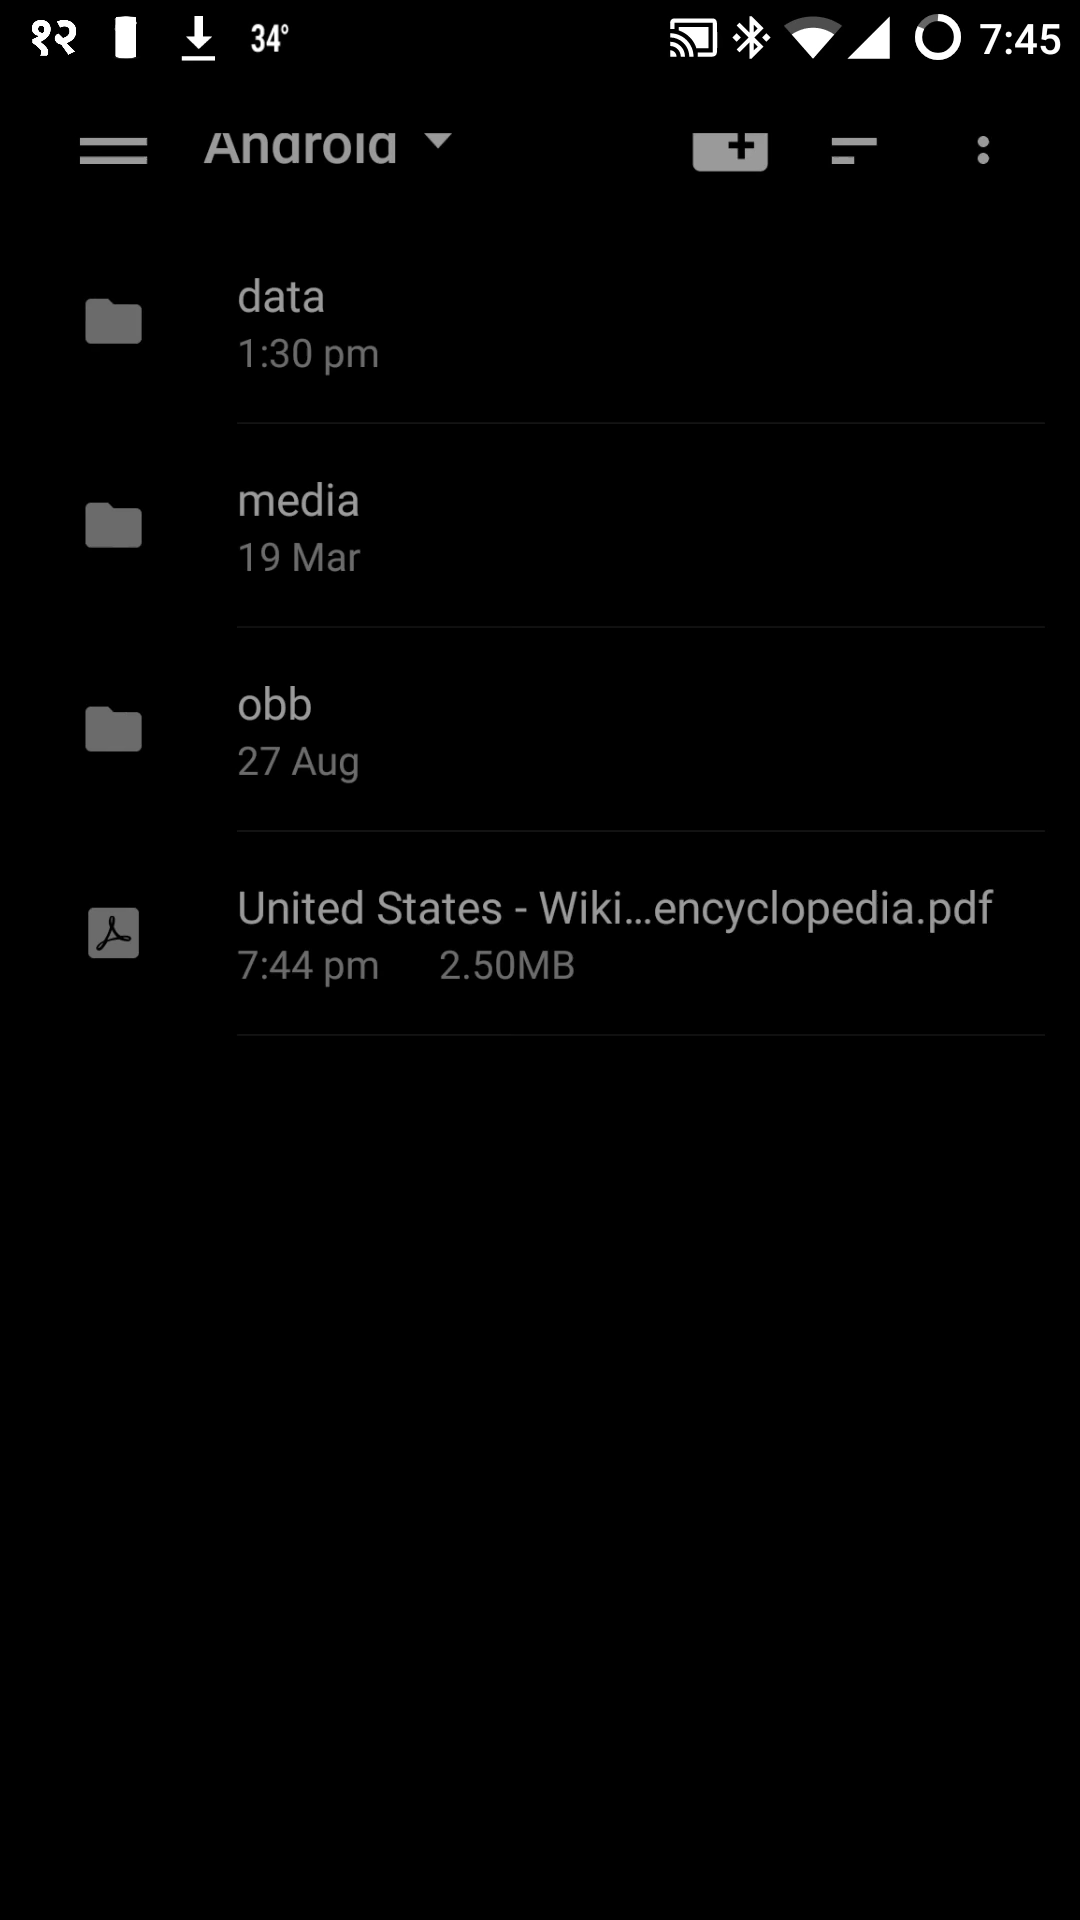 १२ 34° 7:45
Android
data
1:30 pm
media
19 Mar
obb
27 Aug
United States - Wiki…encyclopedia.pdf
7:44 pm 2.50MB